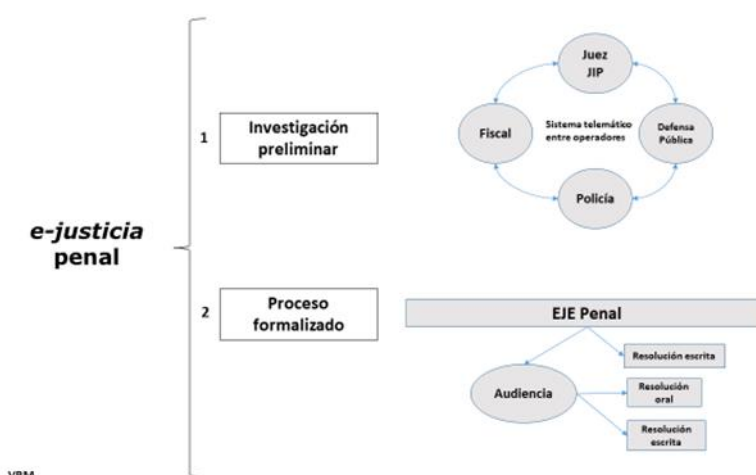 e-justicia
penal
1
Investigación
preliminar
Juez
JIP
Fiscal
Sistema telemático
entre operadores
Defensa
Pública
Policía
2
Proceso
formalizado
EJE Penal
Audiencia
Resolución escrita
Resolución
oral
Resolución
escrita